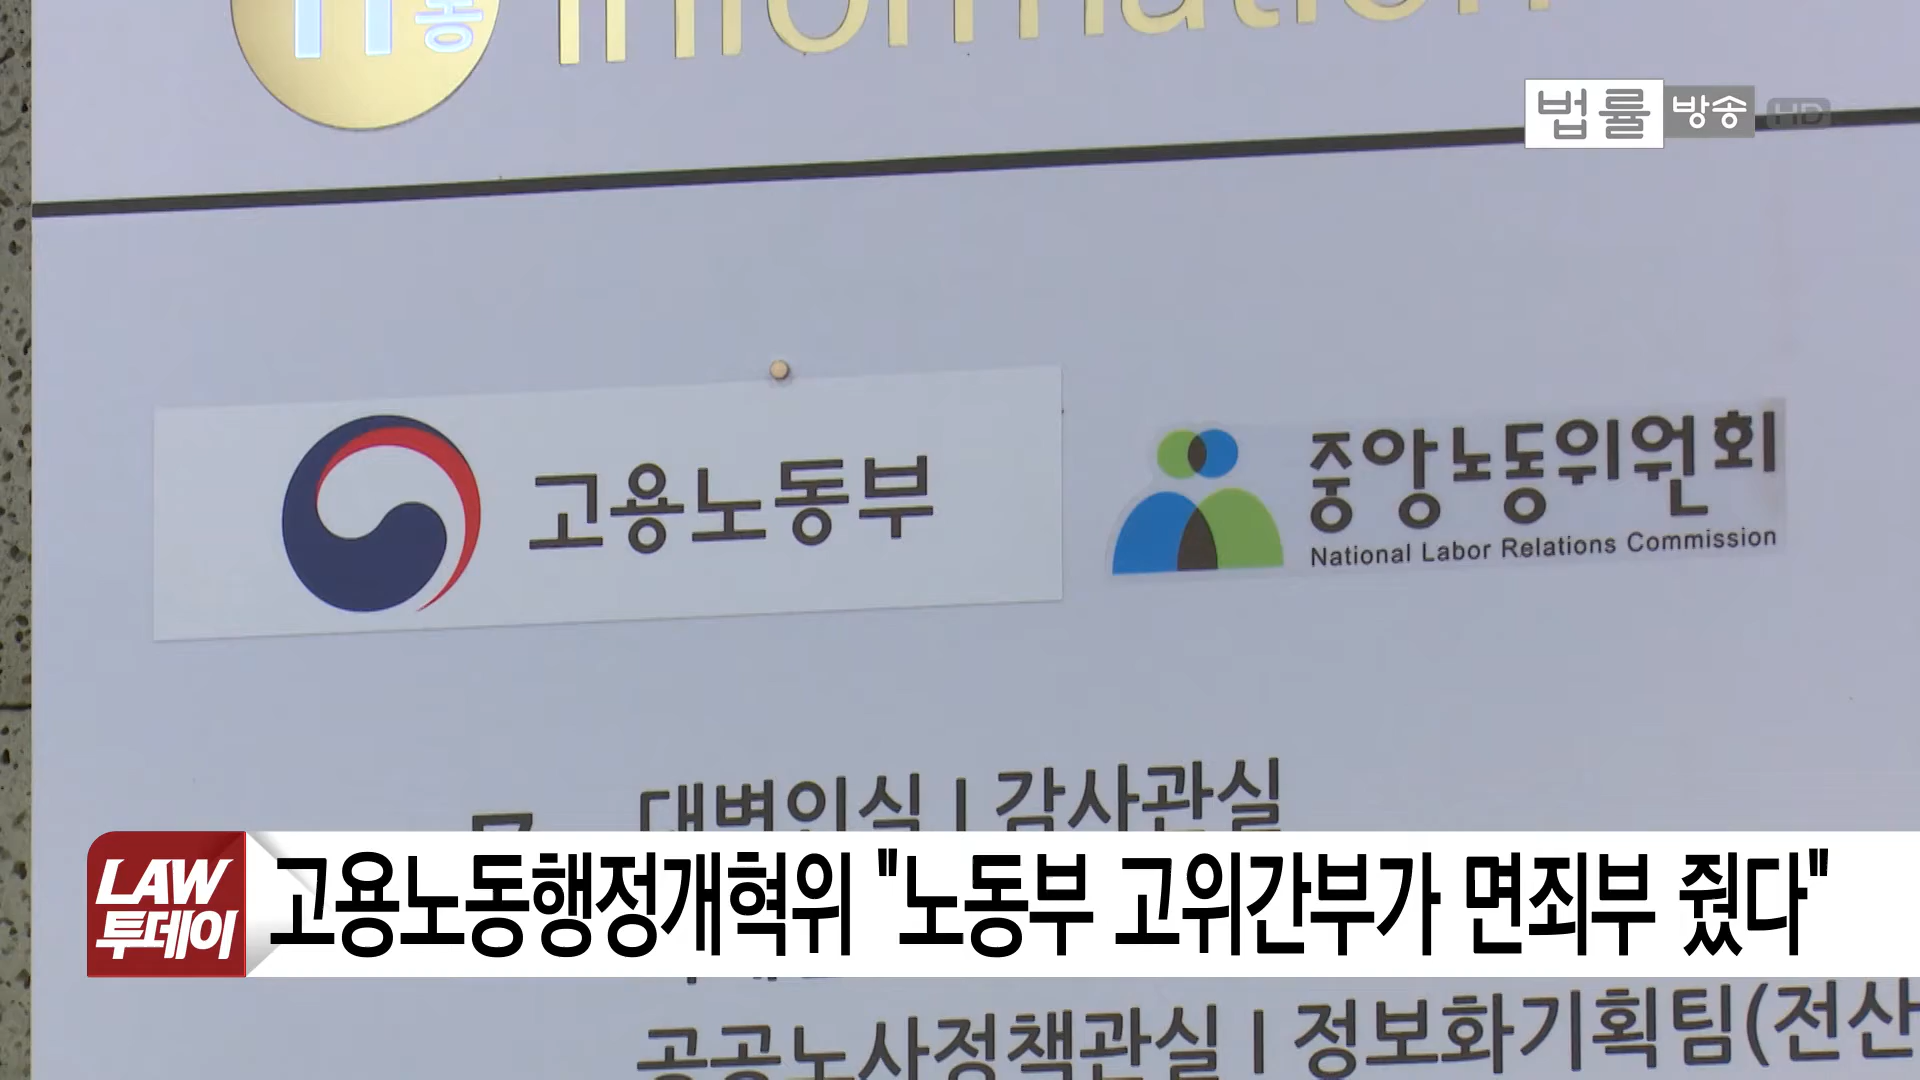 동
information
법률방송 HD
고용노동부
중앙노동위원회
National Labor Relations Commission
대변인실 | 감사관실
LAW
투데이
고용노동행정개혁위 "노동부 고위간부가 면죄부 줬다"
공공노사정책관실 | 정보화기획팀(전산